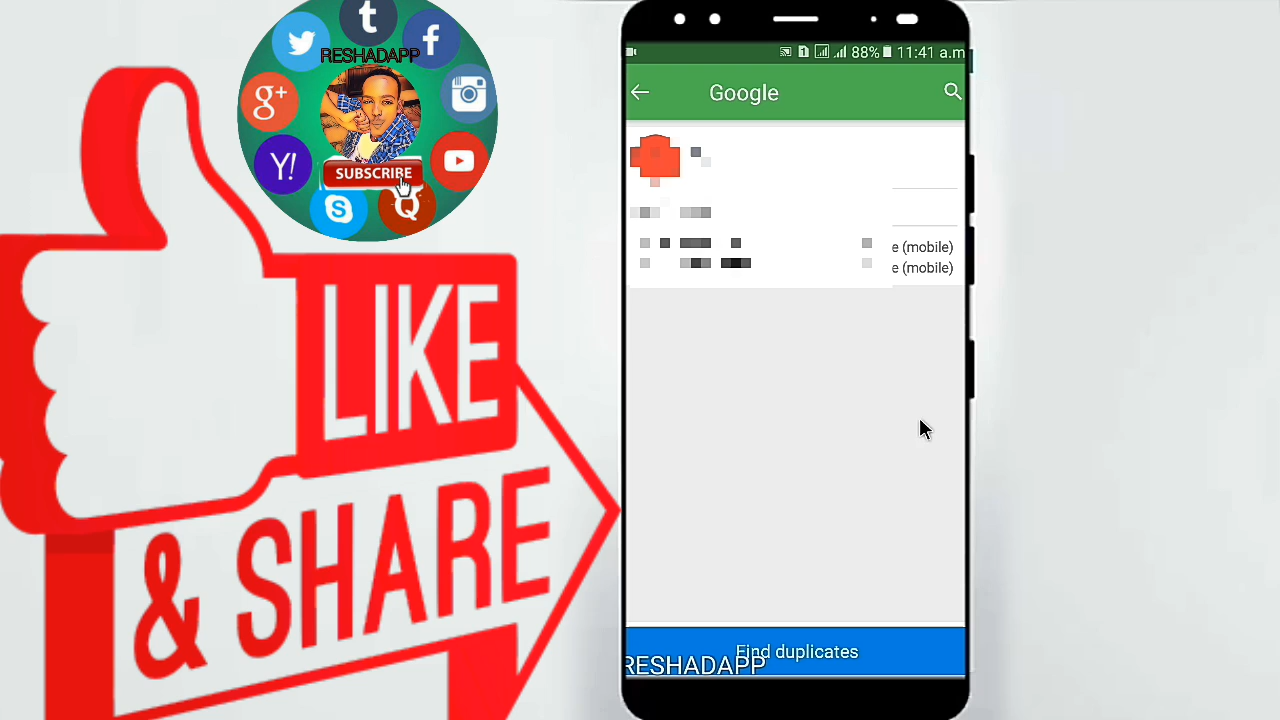 t
f
RESHADAPP
g+
Y!
SUBSCRIBE
S
Q
LIKE
& SHARE
88% 11:41 a.m
Google
e (mobile)
e (mobile)
Find duplicates
RESHADAPP